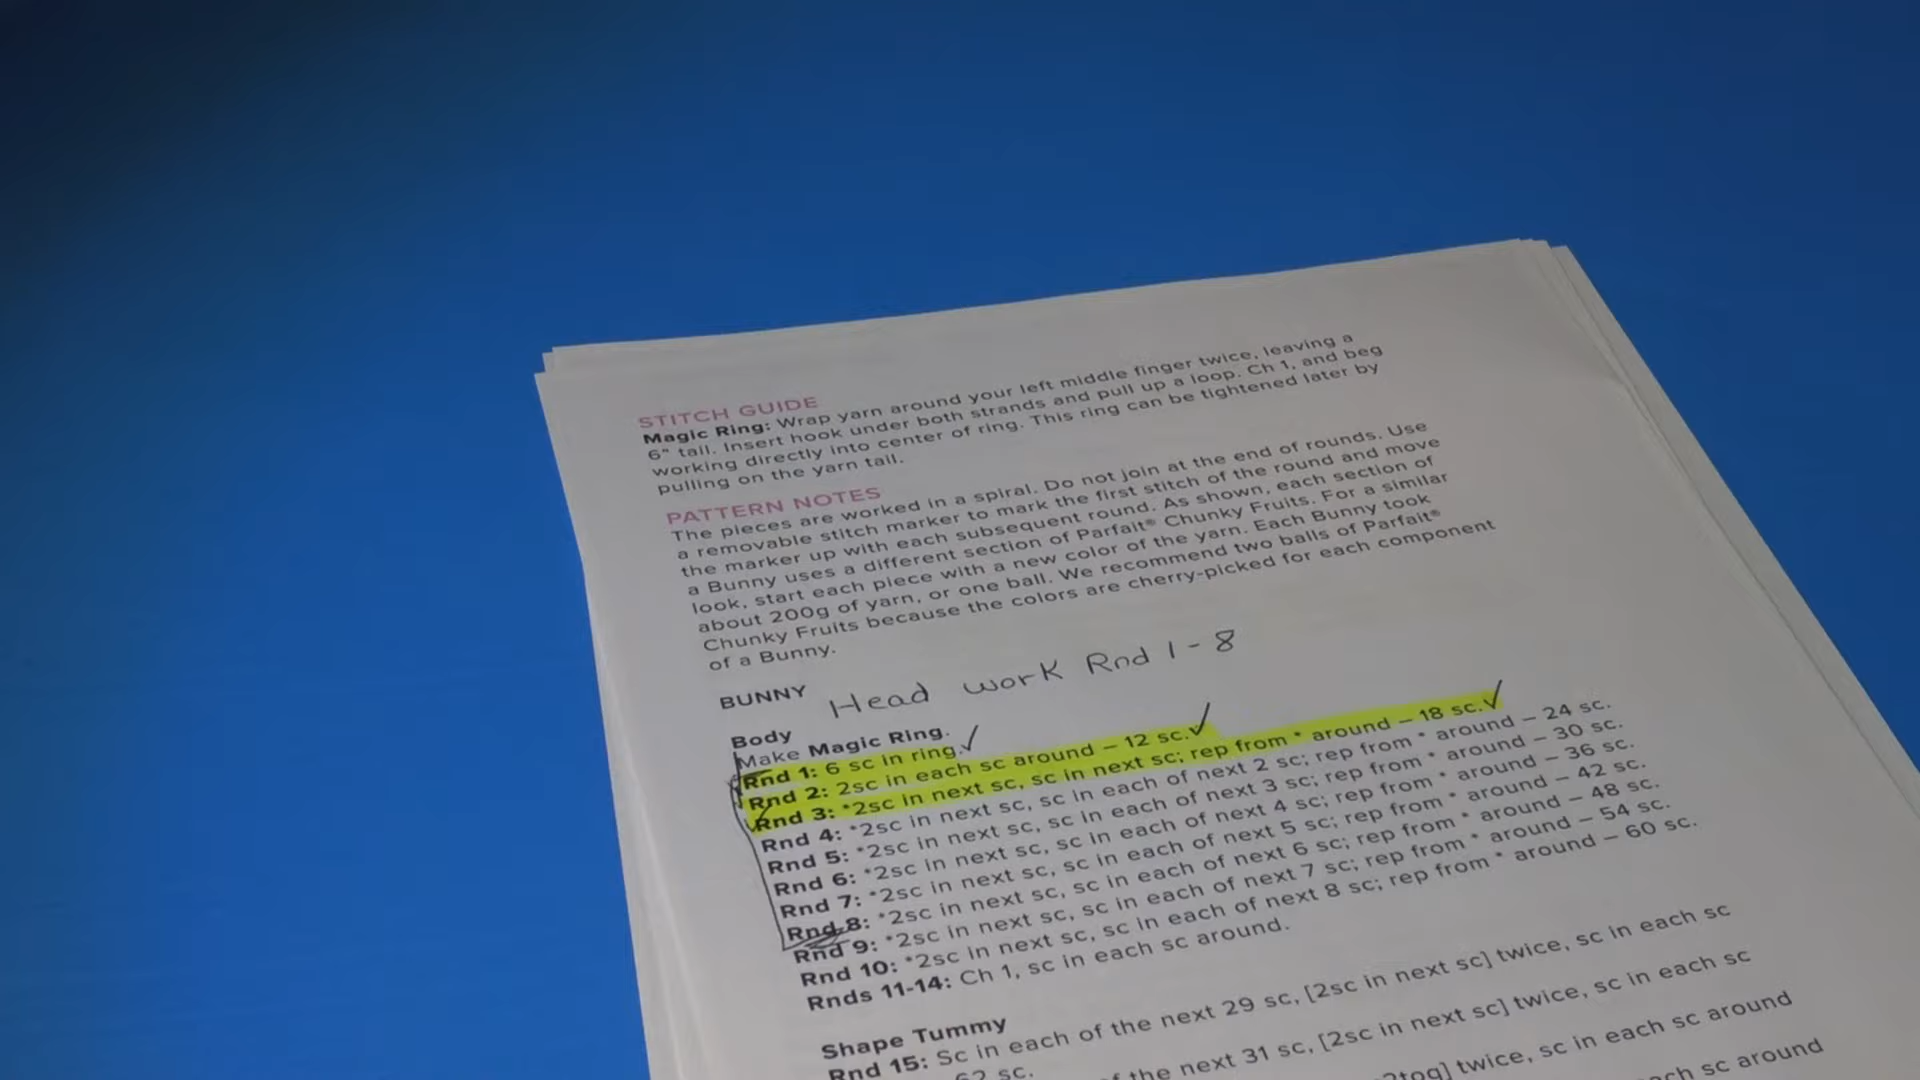 STITCH GUIDE
Magic Ring: Wrap yarn around your left middle finger twice, leaving a
6" tail. Insert hook under both strands and pull up a loop. Ch 1, and beg
working directly into center of ring. This ring can be tightened later by
pulling on the yarn tail.
PATTERN NOTES
The pieces are worked in a spiral. Do not join at the end of rounds. Use
a removable stitch marker to mark the first stitch of the round and move
the marker up with each subsequent round. As shown, each section of
a Bunny uses a different section of Parfait® Chunky Fruits. For a similar
look, start each piece with a new color of the yarn. Each Bunny took
about 200g of yarn, or one ball. We recommend two balls of Parfait®
Chunky Fruits because the colors are cherry-picked for each component
of a Bunny.
BUNNY Head work Rnd 1-8
Body
Make Magic Ring.
Rnd 1: 6 sc in ring.✓
Rnd 2: 2sc in each sc around – 12 sc.✓
Rnd 3: *2sc in next sc, sc in next sc; rep from * around – 18 sc.✓
Rnd 4: *2sc in next sc, sc in each of next 2 sc; rep from * around – 24 sc.
Rnd 5: *2sc in next sc, sc in each of next 3 sc; rep from * around – 30 sc.
Rnd 6: *2sc in next sc, sc in each of next 4 sc; rep from * around – 36 sc.
Rnd 7: *2sc in next sc, sc in each of next 5 sc; rep from * around – 42 sc.
Rnd 8: *2sc in next sc, sc in each of next 6 sc; rep from * around – 48 sc.
Rnd 9: *2sc in next sc, sc in each of next 7 sc; rep from * around – 54 sc.
Rnd 10: *2sc in next sc, sc in each of next 8 sc; rep from * around – 60 sc.
Rnds 11-14: Ch 1, sc in each sc around.
Shape Tummy
Rnd 15: Sc in each of the next 29 sc, [2sc in next sc] twice, sc in each sc
62 sc.
of the next 31 sc, [2sc in next sc] twice, sc in each sc
twice, sc in each sc around
sc around